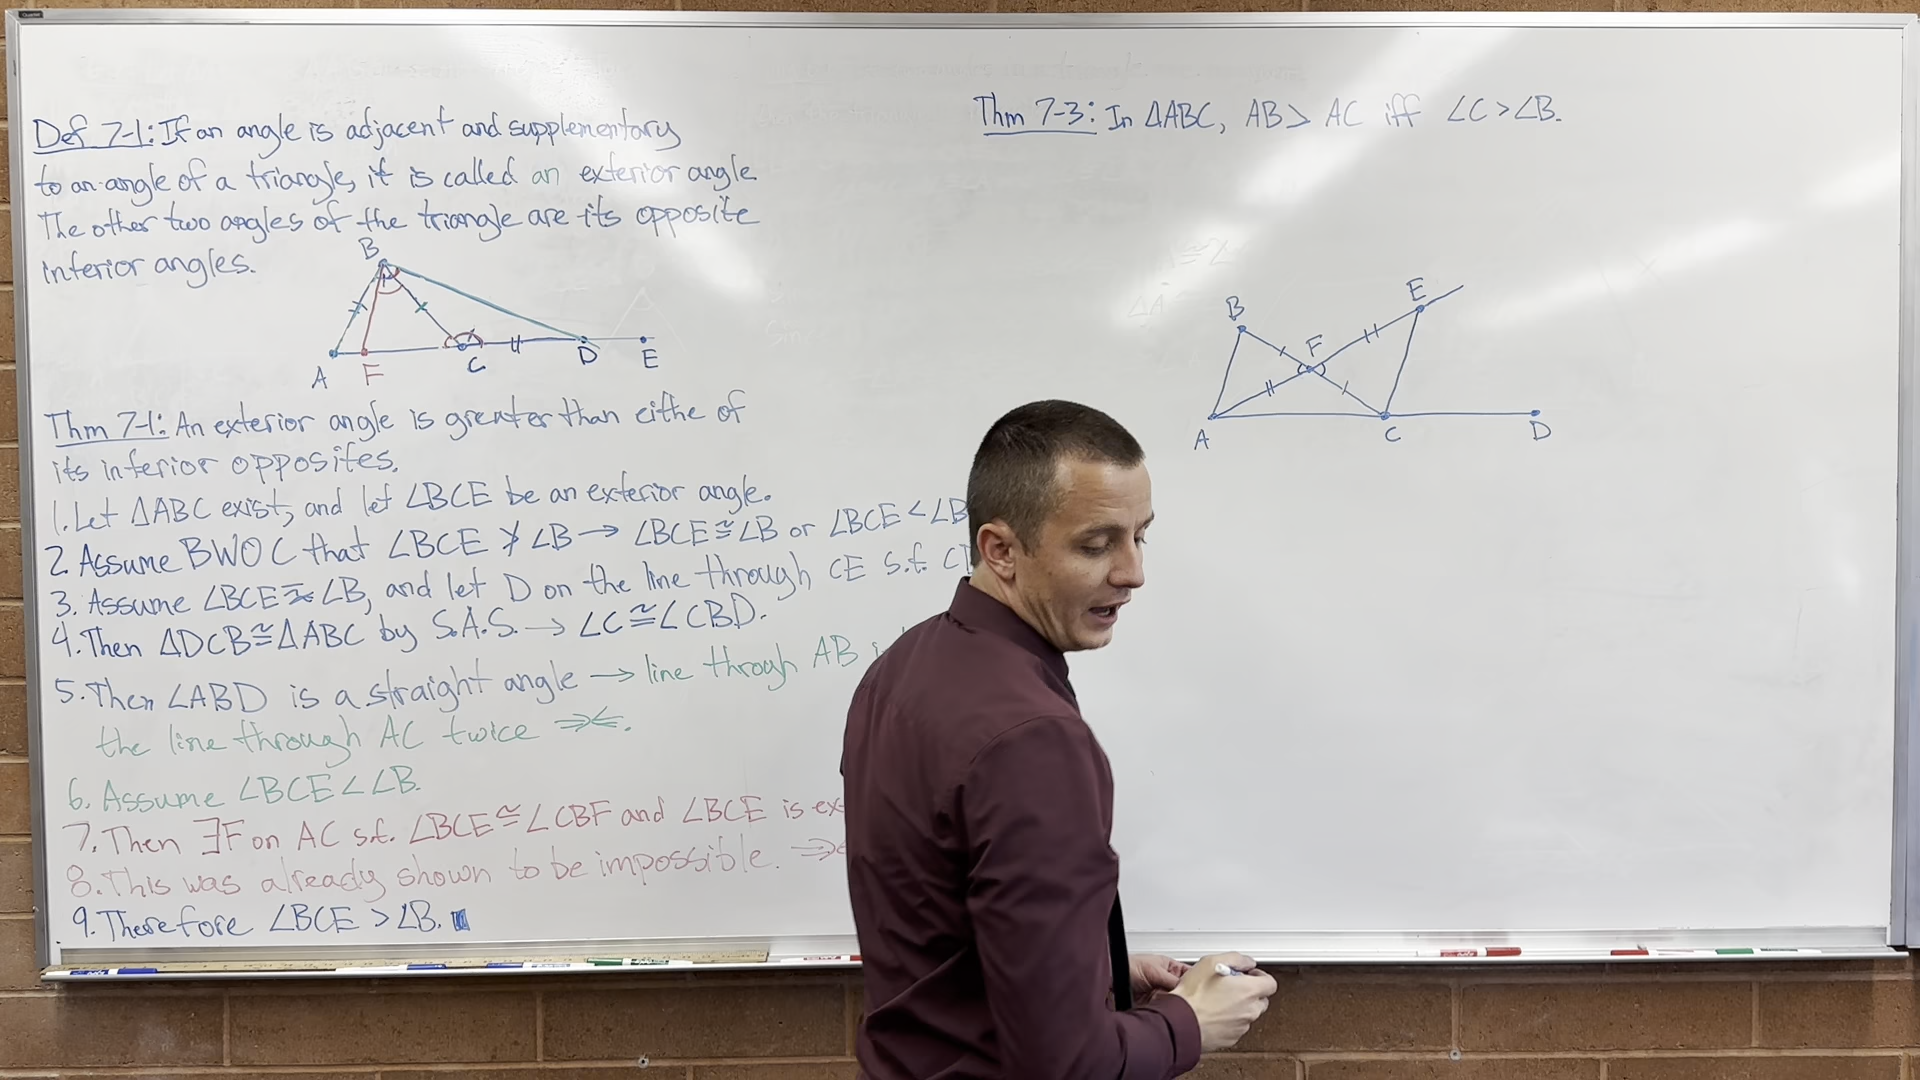 Def 7-1: If an angle is adjacent and supplementary
to an angle of a triangle, it is called an exterior angle.
The other two angles of the triangle are its opposite
inferior angles.
B
A
F
C
D
E
Thm 7-1: An exterior angle is greater than eithe of
its inferior opposites.
1. Let ΔABC exist, and let ∠BCE be an exterior angle.
2. Assume BWOC that ∠BCE ≯ ∠B → ∠BCE ≅ ∠B or ∠BCE < ∠B
3. Assume ∠BCE ≅ ∠B, and let D on the line through CE s.t. C
4. Then ΔDCB ≅ ΔABC by S.A.S. → ∠C ≅ ∠CBD.
5. Then ∠ABD is a straight angle → line throgh AB
the line through AC twice ⇒⇐.
6. Assume ∠BCE < ∠B.
7. Then ∃F on AC s.t. ∠BCE ≅ ∠CBF and ∠BCE is ex
8. This was already shown to be impossible. ⇒⇐
9. Therefore ∠BCE > ∠B.
Thm 7-3: In ΔABC, AB > AC iff ∠C > ∠B.
B
F
E
A
C
D